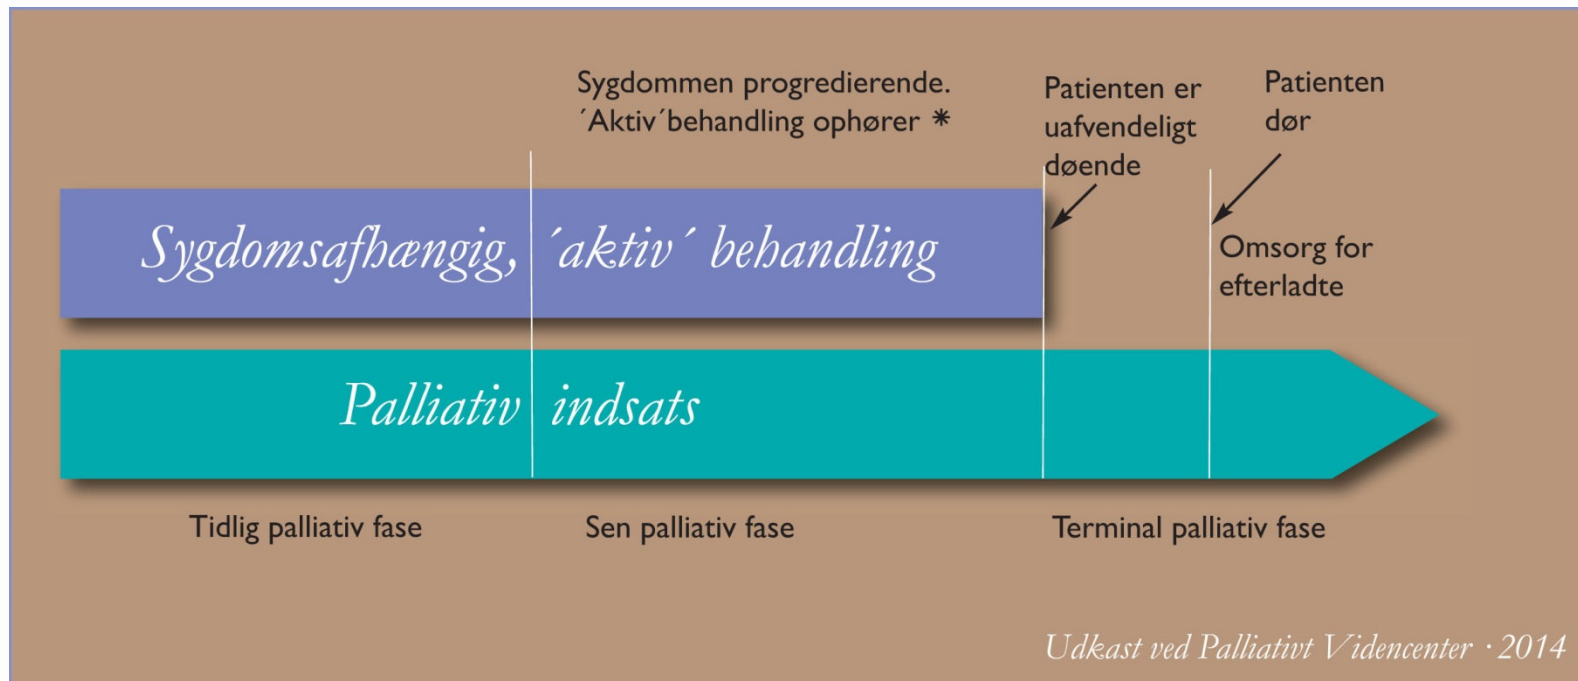 Sygdommen progredierende.
´Aktiv´behandling ophører *
Patienten er
uafvendeligt
døende
Patienten
dør
Sygdomsafhængig, ´aktiv´ behandling
Omsorg for
efterladte
Palliativ indsats
Tidlig palliativ fase
Sen palliativ fase
Terminal palliativ fase
Udkast ved Palliativt Videncenter · 2014